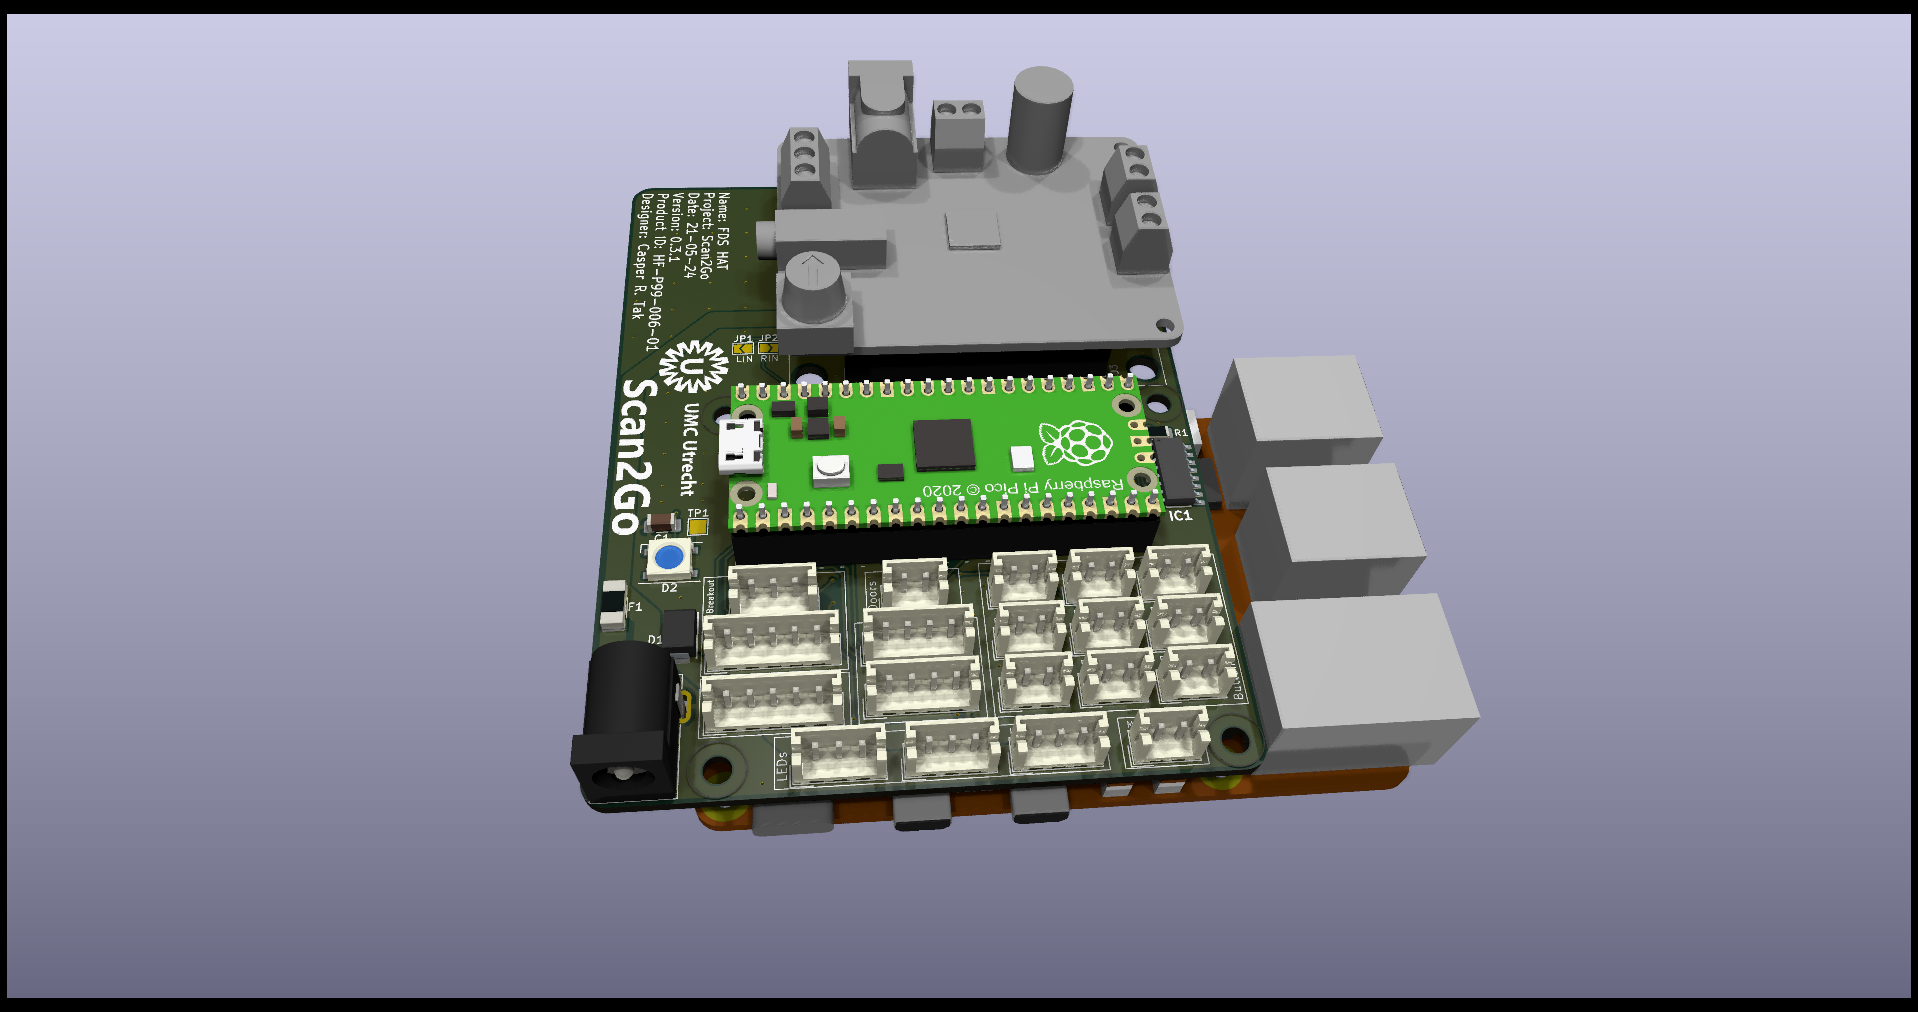 Name: FDS HAT
Project: Scan2Go
Date: 21-05-24
Version: 0.3.1
Product ID: HF-P99-006-01
Designer: Casper R. Tak
JP1
JP2
LIN
RIN
U
UMC Utrecht
Scan2Go
Raspberry Pi Pico © 2020
R1
IC1
TP1
C1
D2
F1
D1
LEDs